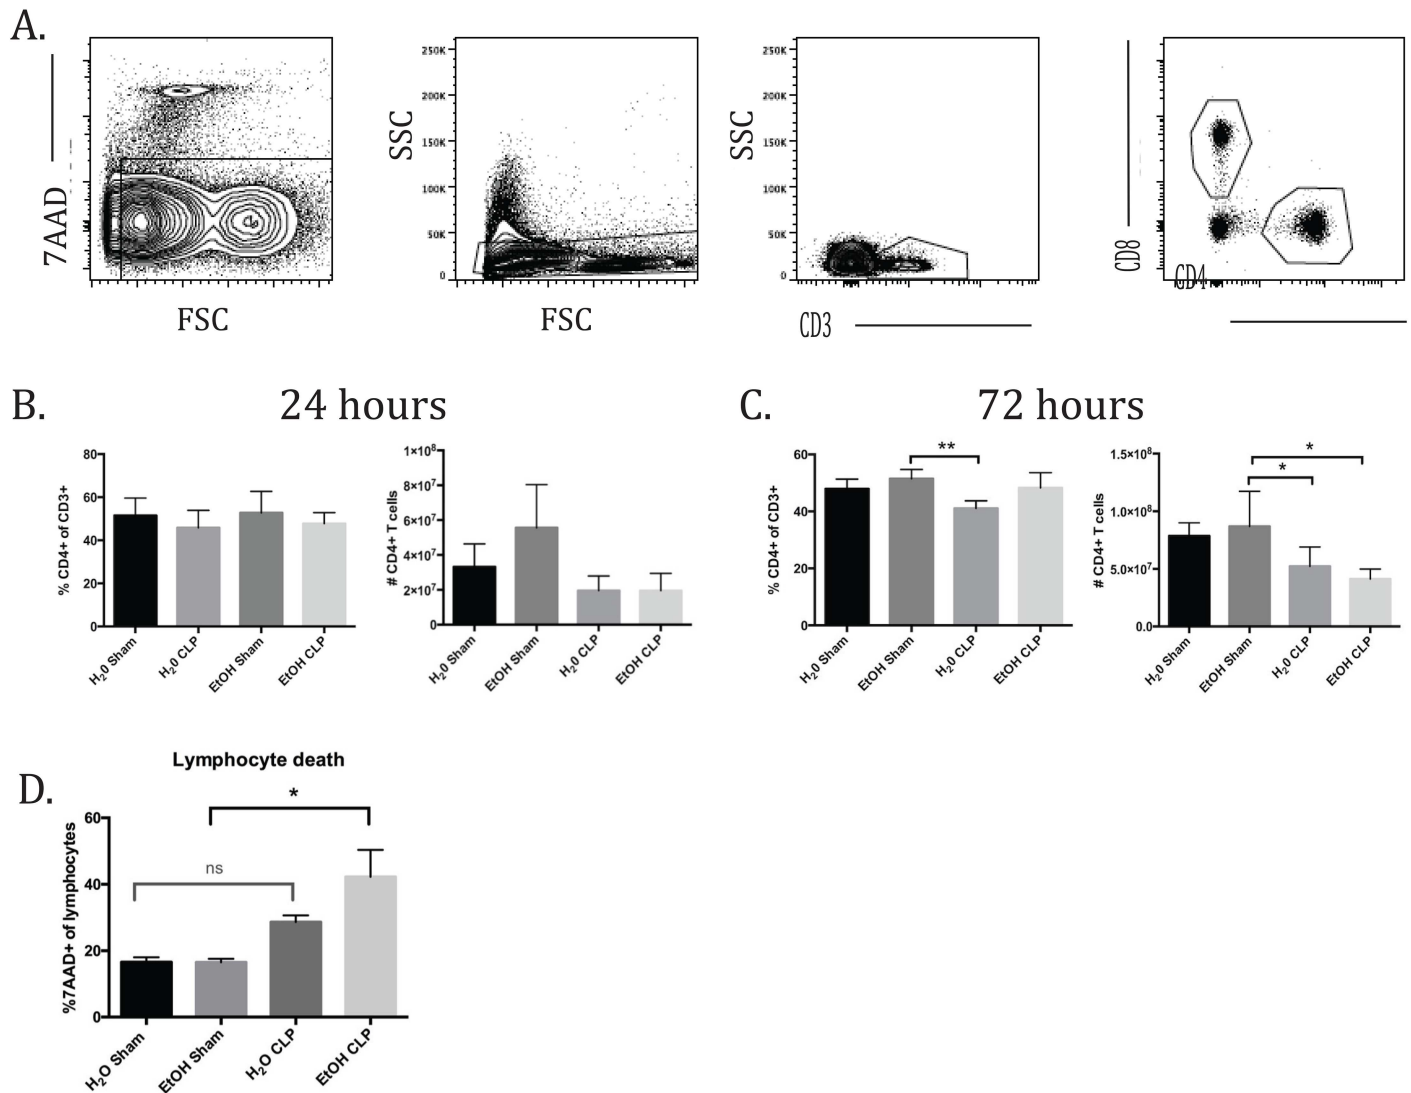 A.
7AAD
FSC
SSC
250K
200K
150K
100K
50K
0
FSC
SSC
250K
200K
150K
100K
50K
0
CD3
CD8
CD4
B.
24 hours
% CD4+ of CD3+
80
60
40
20
0
H₂0 Sham
H₂0 CLP
EtOH Sham
EtOH CLP
# CD4+ T cells
1×10⁸
8×10⁷
6×10⁷
4×10⁷
2×10⁷
0
H₂0 Sham
EtOH Sham
H₂0 CLP
EtOH CLP
C.
72 hours
% CD4+ of CD3+
60
40
20
0
**
H₂0 Sham
EtOH Sham
H₂0 CLP
EtOH CLP
# CD4+ T cells
1.5×10⁸
1.0×10⁸
5.0×10⁷
0.0
*
*
H₂0 Sham
EtOH Sham
H₂0 CLP
EtOH CLP
D.
Lymphocyte death
%7AAD+ of lymphocytes
60
40
20
0
*
ns
H₂O Sham
EtOH Sham
H₂O CLP
EtOH CLP